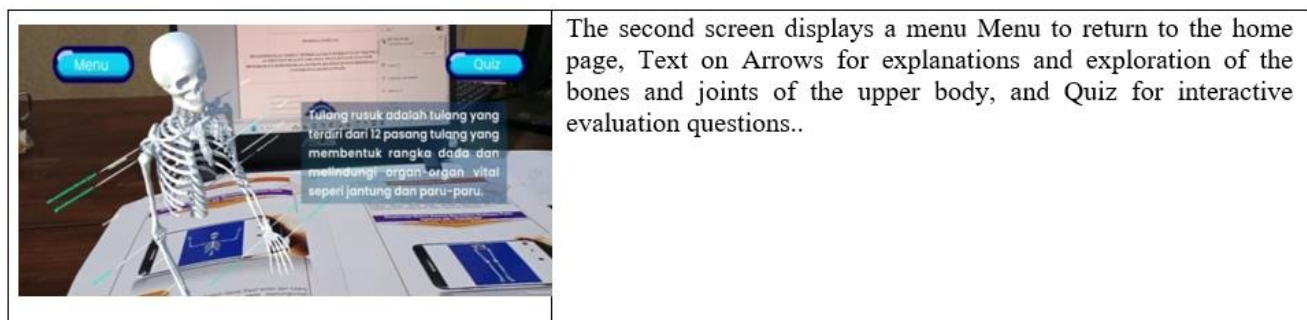 Menu
Quiz
Tulang rusuk adalah tulang yang
terdiri dari 12 pasang tulang yang
membentuk rangka dada dan
melindungi organ-organ vital
seperi jantung dan paru-paru.
The second screen displays a menu Menu to return to the home
page, Text on Arrows for explanations and exploration of the
bones and joints of the upper body, and Quiz for interactive
evaluation questions..